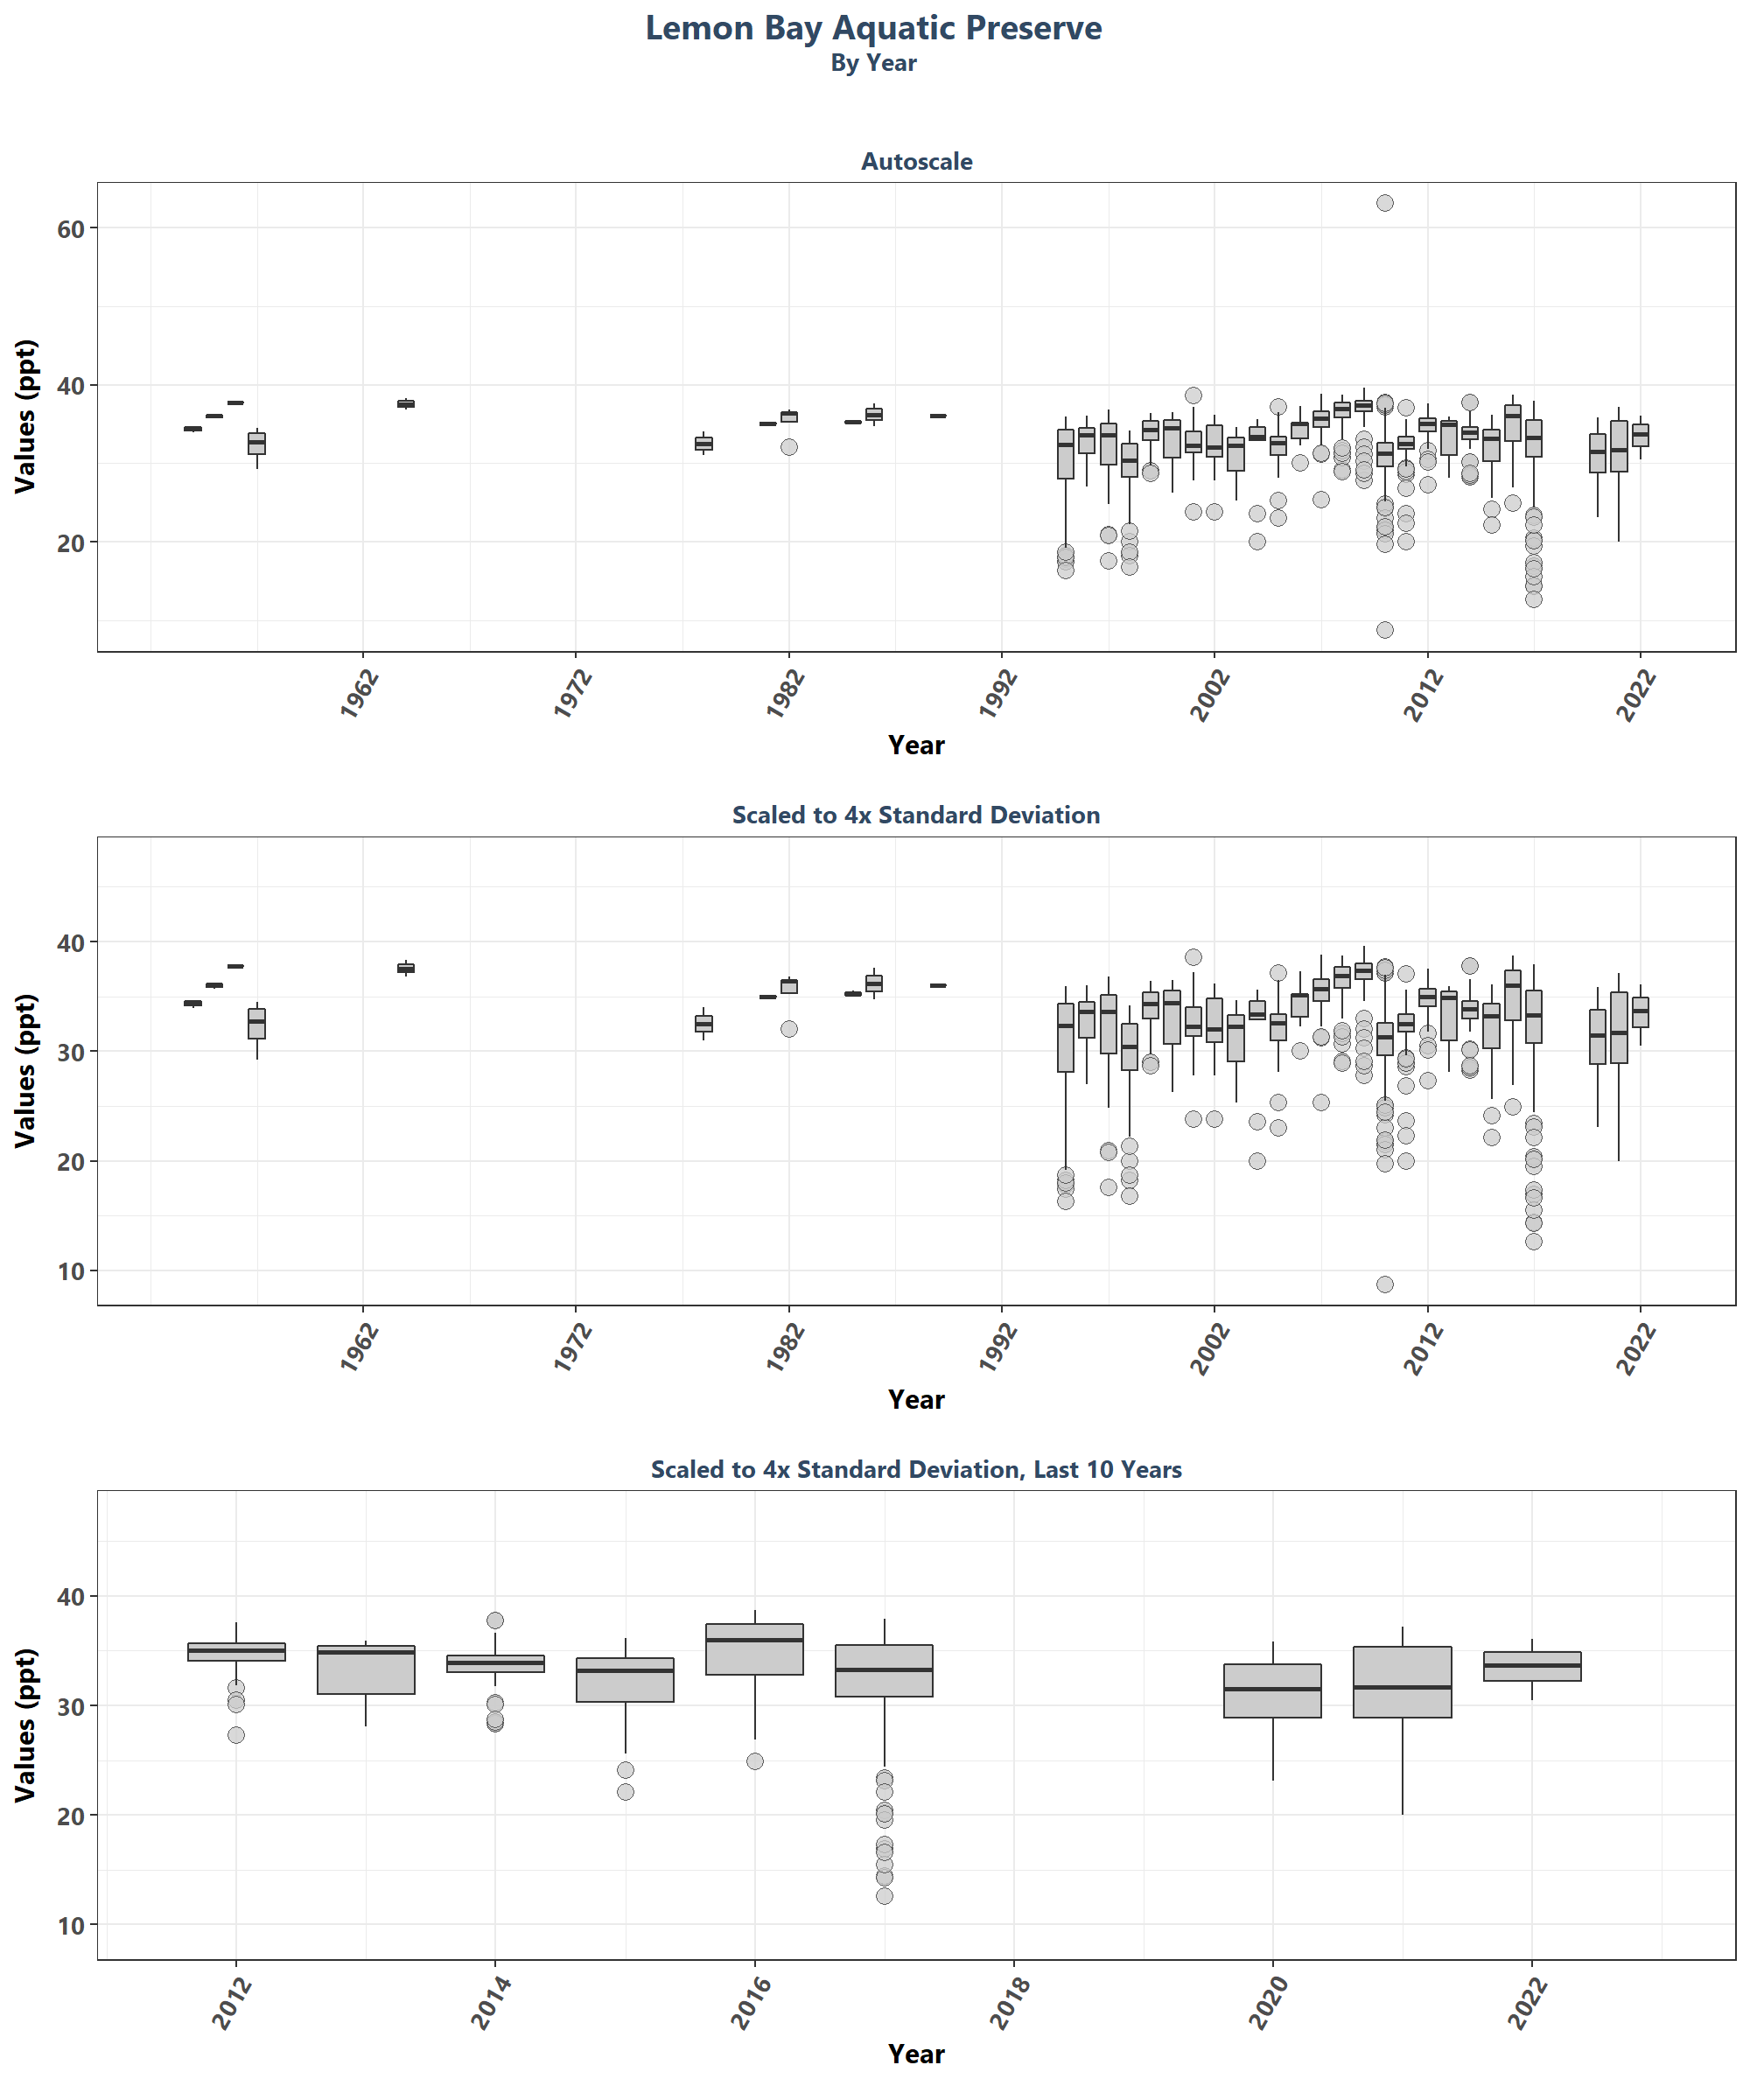 Lemon Bay Aquatic Preserve
By Year
Autoscale
Values (ppt)
60
40
20
1962
1972
1982
1992
2002
2012
2022
Year
Scaled to 4x Standard Deviation
Values (ppt)
40
30
20
10
1962
1972
1982
1992
2002
2012
2022
Year
Scaled to 4x Standard Deviation, Last 10 Years
Values (ppt)
40
30
20
10
2012
2014
2016
2018
2020
2022
Year